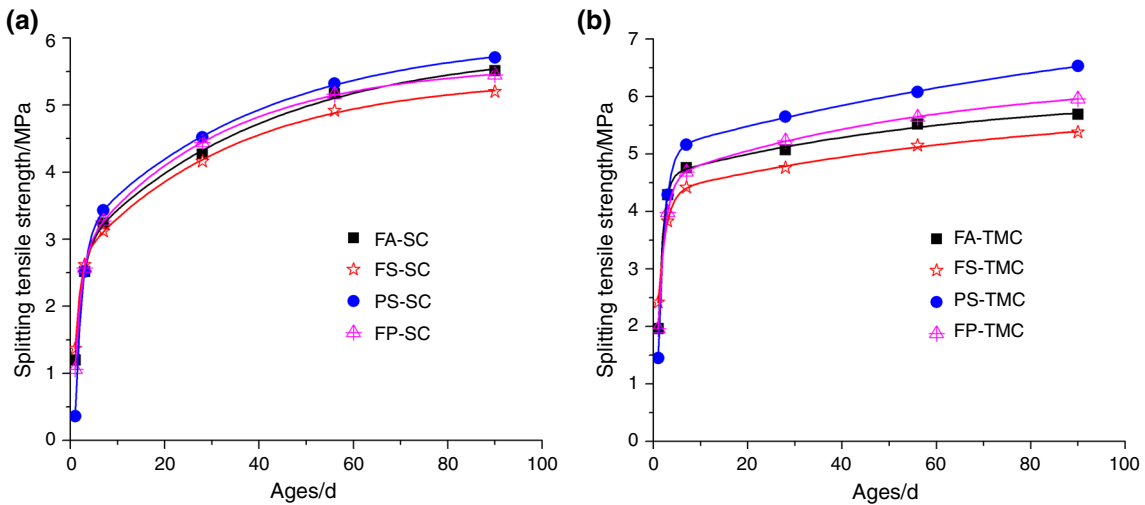 (a)
Splitting tensile strength/MPa
6
5
4
3
2
1
0
FA-SC
FS-SC
PS-SC
FP-SC
0 20 40 60 80 100
Ages/d
(b)
Splitting tensile strength/MPa
7
6
5
4
3
2
1
0
FA-TMC
FS-TMC
PS-TMC
FP-TMC
0 20 40 60 80 100
Ages/d